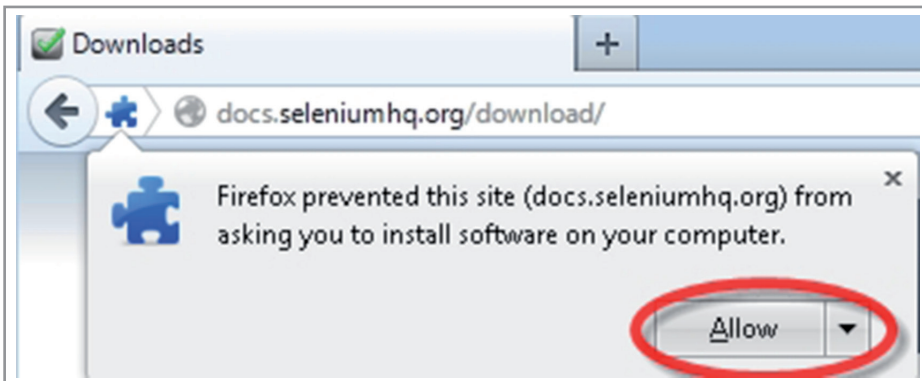 Downloads
+
docs.seleniumhq.org/download/
Firefox prevented this site (docs.seleniumhq.org) from
asking you to install software on your computer.
Allow